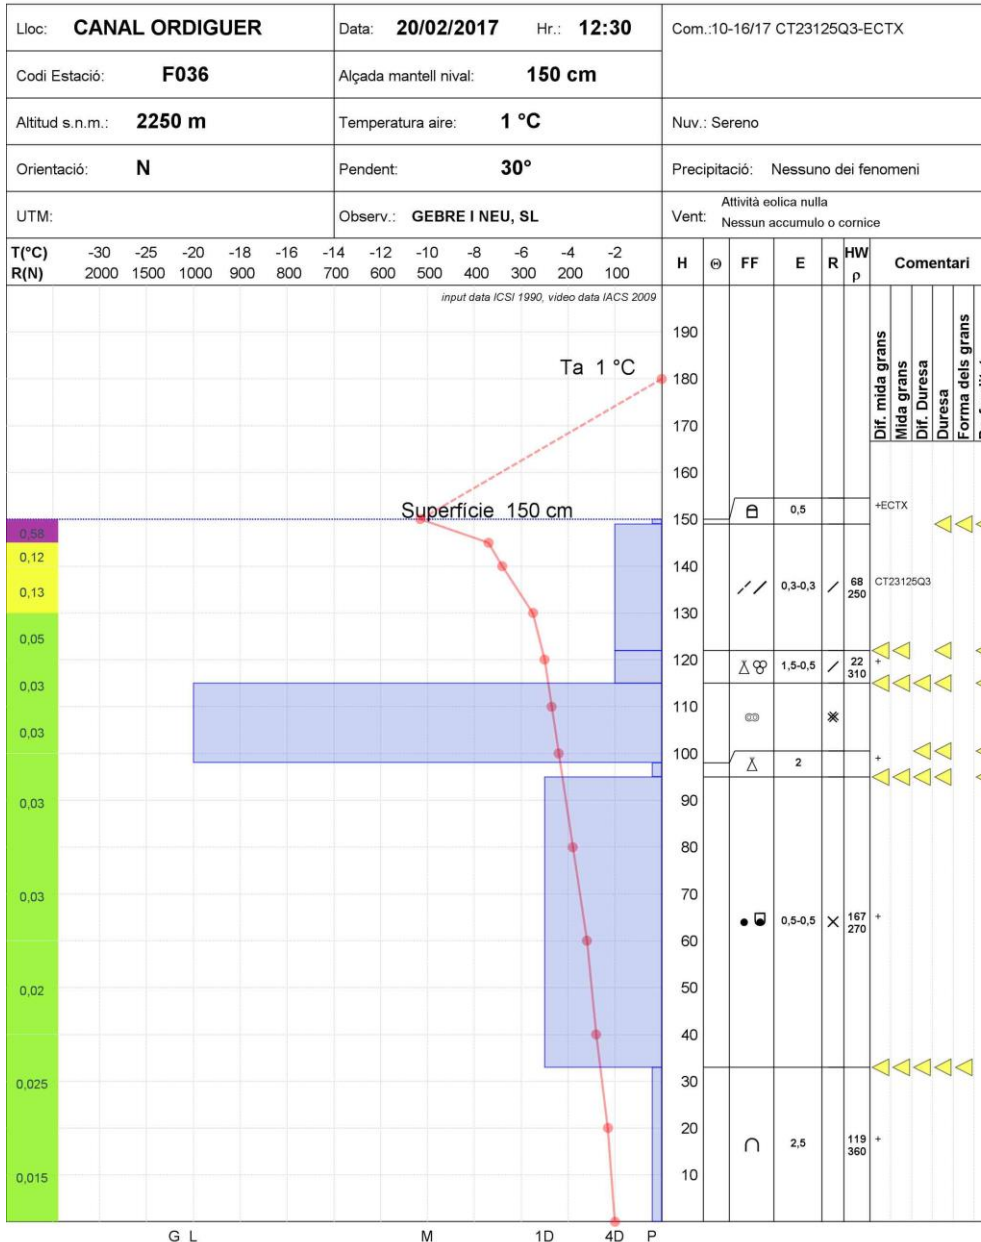 Lloc: CANAL ORDIGUER Data: 20/02/2017 Hr.: 12:30 Com.:10-16/17 CT23125Q3-ECTX
Codi Estació: F036 Alçada mantell nival: 150 cm
Altitud s.n.m.: 2250 m Temperatura aire: 1 °C Nuv.: Sereno
Orientació: N Pendent: 30° Precipitació: Nessuno dei fenomeni
UTM: Observ.: GEBRE I NEU, SL Vent: Attività eolica nulla
Nessun accumulo o cornice
T(°C) -30 -25 -20 -18 -16 -14 -12 -10 -8 -6 -4 -2
R(N) 2000 1500 1000 900 800 700 600 500 400 300 200 100
H FF E R HW ρ Comentari
input data ICSI 1990, video data IACS 2009
Dif. mida grans
Mida grans
Dif. Duresa
Duresa
Forma dels grans
190
Ta 1 °C
180
170
160
Superfície 150 cm
150 0,5 +ECTX
0,58
0,12
140
0,13 0,3-0,3 / 68 250 CT23125Q3
130
0,05
120 1,5-0,5 / 22 310 +
0,03
110
0,03
100 2 +
90
0,03
80
70
0,03
0,5-0,5 167 270 +
60
50
0,02
40
30
0,025
20
2,5 119 360 +
10
0,015
G L M 1D 4D P